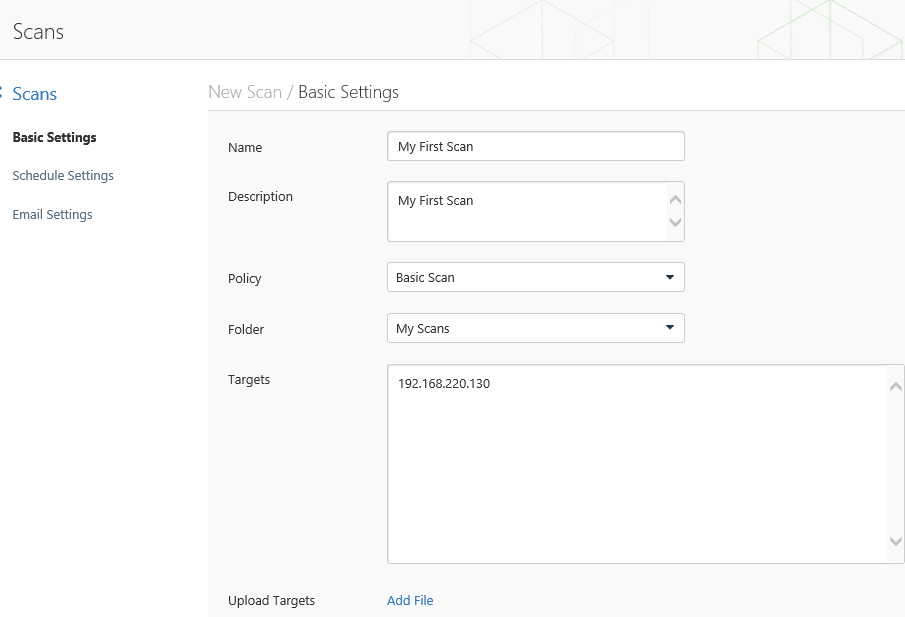 Scans
Scans
Basic Settings
Schedule Settings
Email Settings
New Scan / Basic Settings
Name
My First Scan
Description
My First Scan
Policy
Basic Scan
Folder
My Scans
Targets
192.168.220.130
Upload Targets
Add File